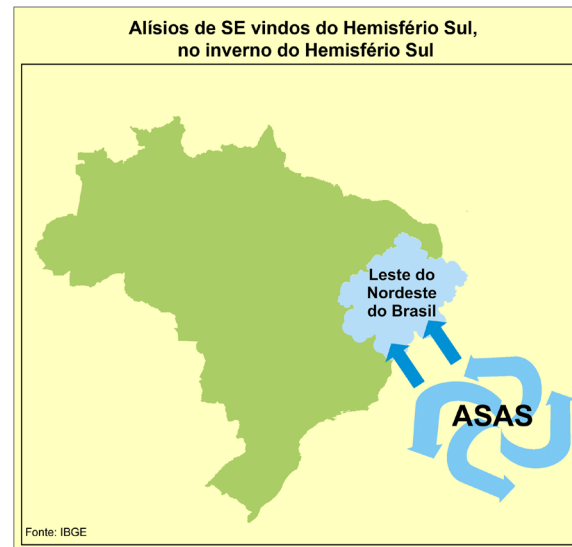 Alísios de SE vindos do Hemisfério Sul,
no inverno do Hemisfério Sul
Leste do
Nordeste
do Brasil
ASAS
Fonte: IBGE